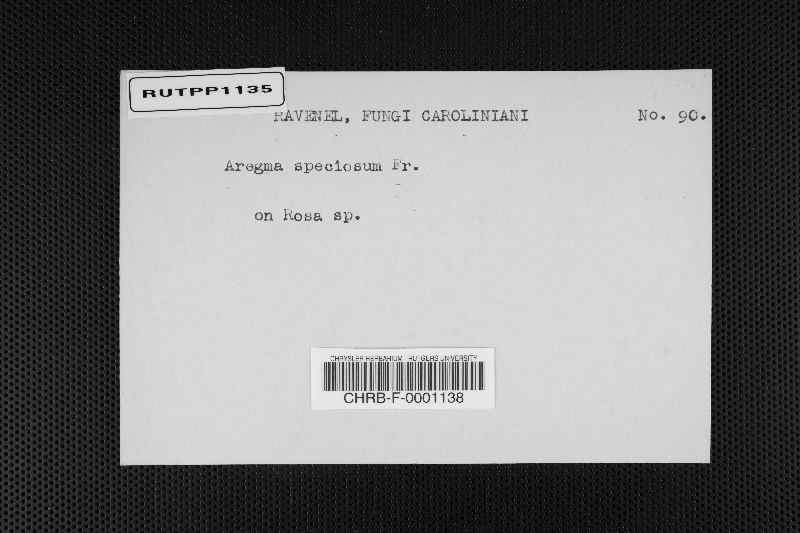 RUTPP1135
RAVENEL, FUNGI CAROLINIANI No. 90.
Aregma speciosum Fr.
on Rosa sp.
CHRYSLER HERBARIUM - RUTGERS UNIVERSITY
CHRB-F-0001138